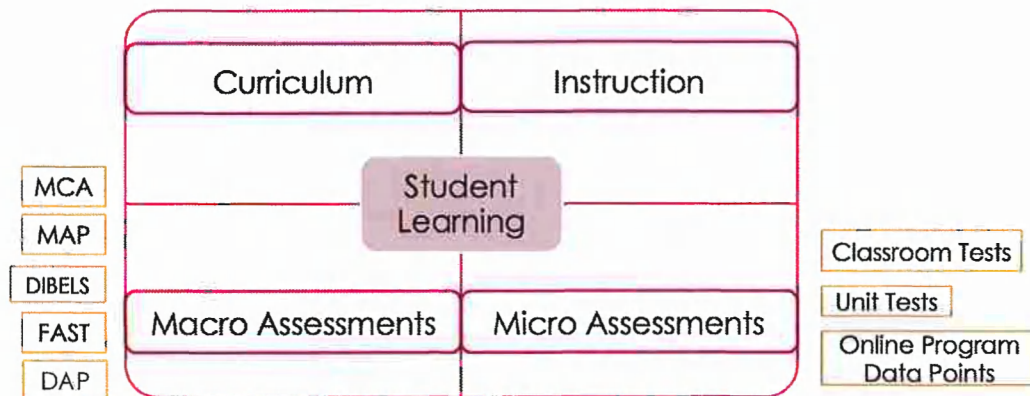 Curriculum
Instruction
Student
Learning
MCA
MAP
DIBELS
FAST
DAP
Macro Assessments
Micro Assessments
Classroom Tests
Unit Tests
Online Program
Data Points